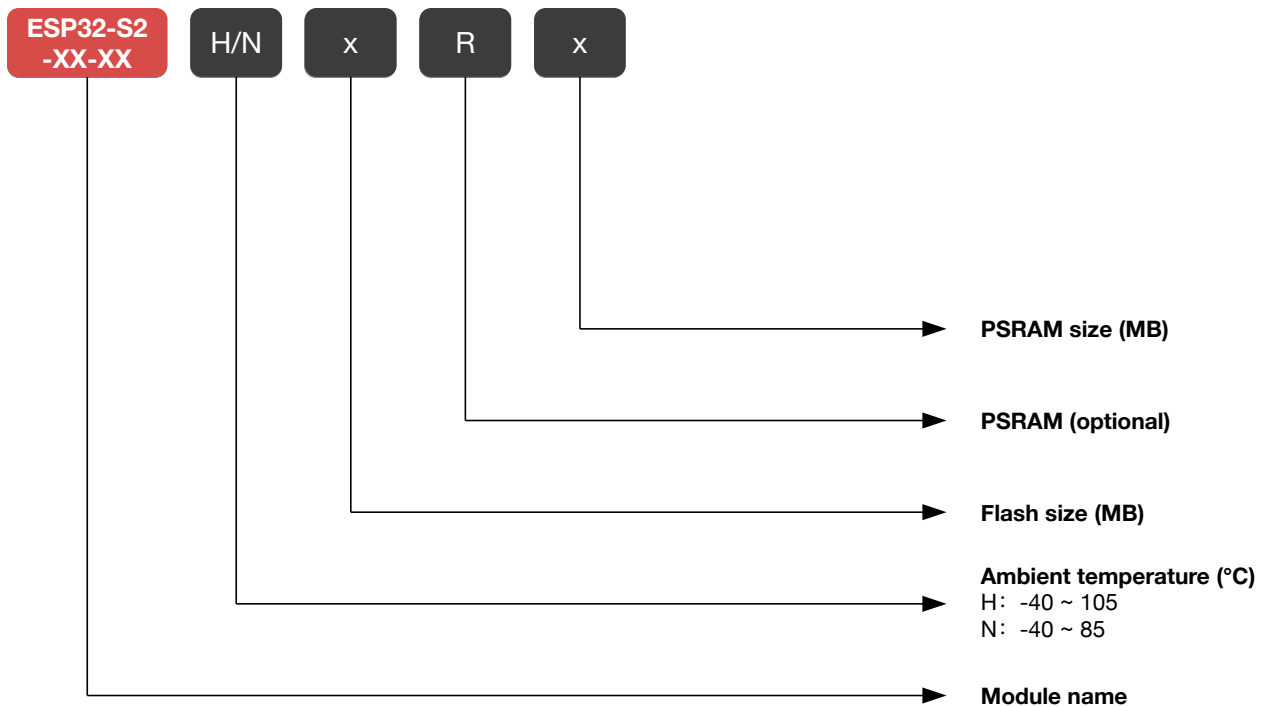 ESP32-S2
-XX-XX
H/N
x
R
x
PSRAM size (MB)
PSRAM (optional)
Flash size (MB)
Ambient temperature (°C)
H：-40 ~ 105
N：-40 ~ 85
Module name